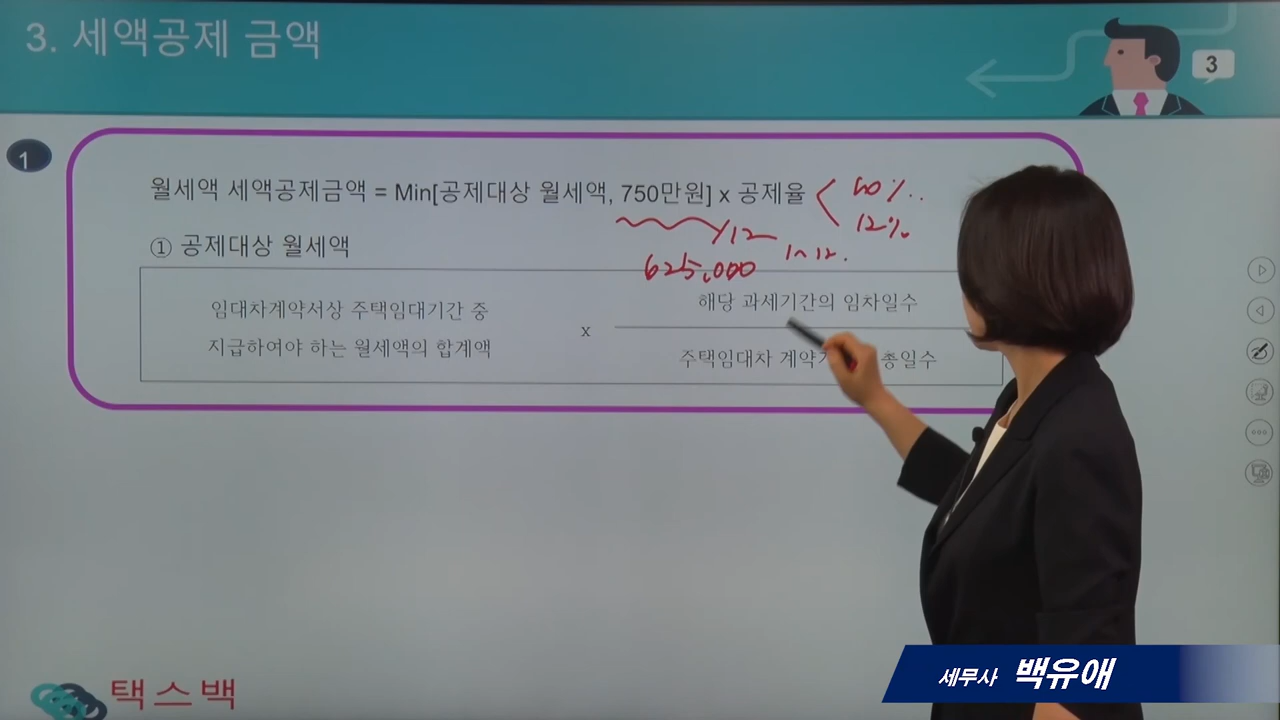 3. 세액공제 금액
3
1
월세액 세액공제금액 = Min[공제대상 월세액, 750만원] x 공제율
10%..
12%.
/12
1~12.
625,000
① 공제대상 월세액
임대차계약서상 주택임대기간 중
지급하여야 하는 월세액의 합계액
x
해당 과세기간의 임차일수
주택임대차 계약 총일수
택스백
세무사 백유애